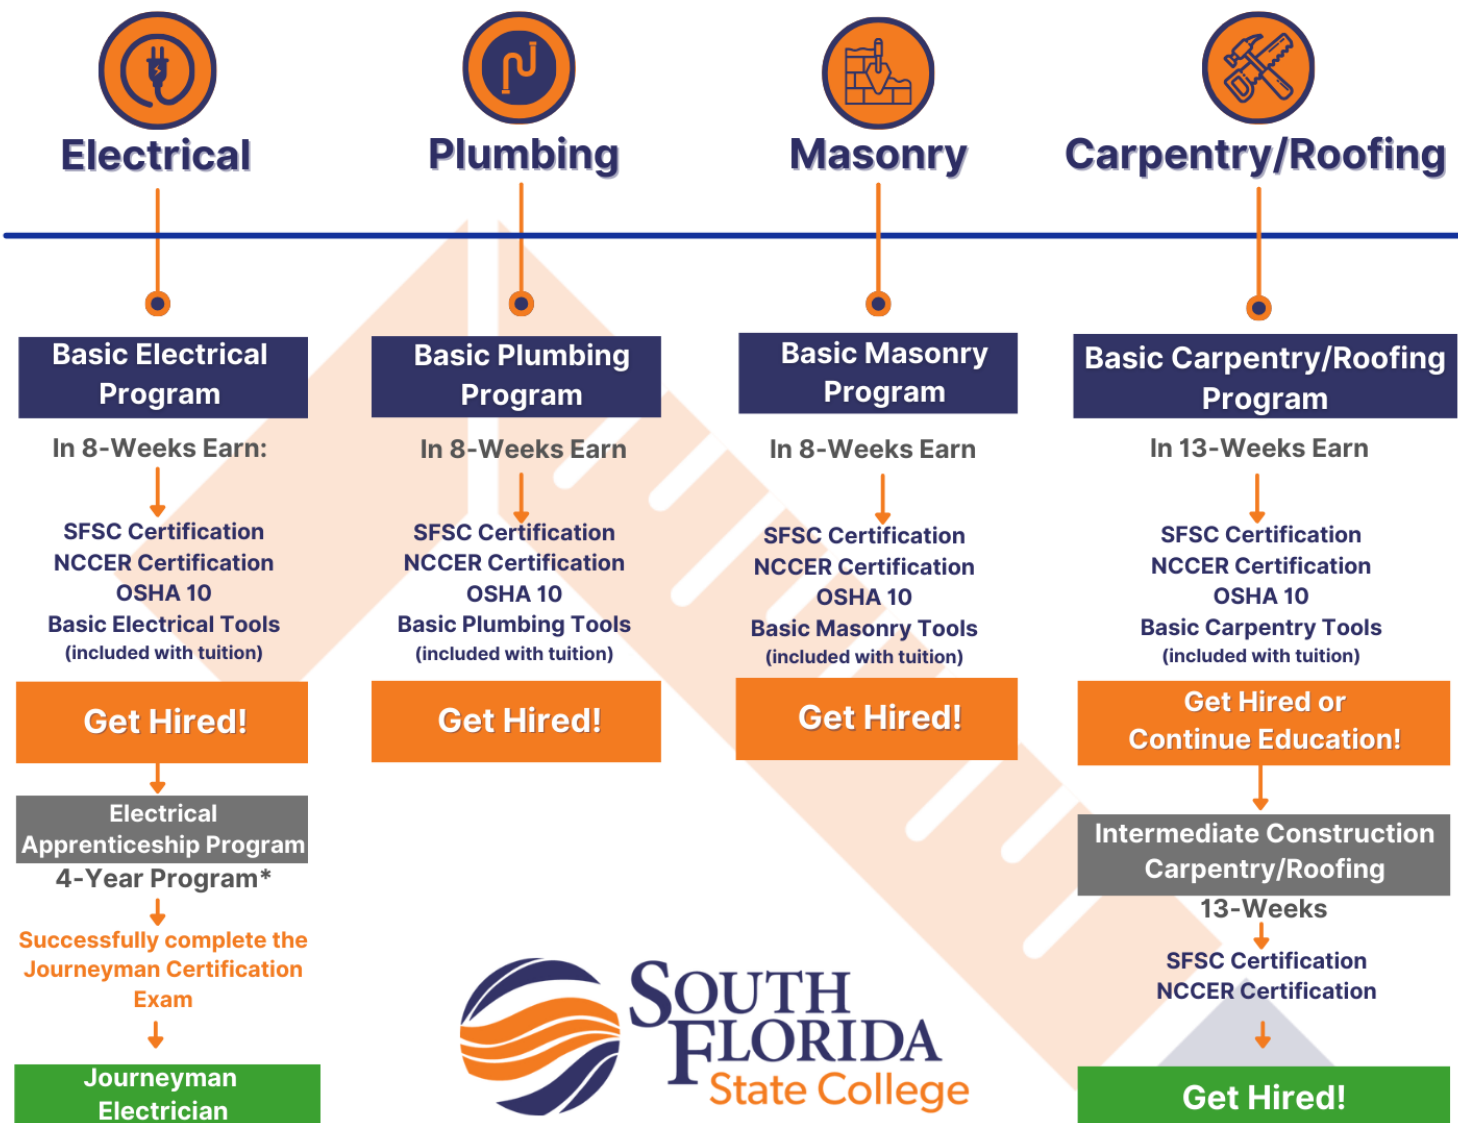 Electrical
Plumbing
Masonry
Carpentry/Roofing
Basic Electrical
Program
In 8-Weeks Earn:
SFSC Certification
NCCER Certification
OSHA 10
Basic Electrical Tools
(included with tuition)
Get Hired!
Electrical
Apprenticeship Program
4-Year Program*
Successfully complete the
Journeyman Certification
Exam
Journeyman
Electrician
Basic Plumbing
Program
In 8-Weeks Earn
SFSC Certification
NCCER Certification
OSHA 10
Basic Plumbing Tools
(included with tuition)
Get Hired!
Basic Masonry
Program
In 8-Weeks Earn
SFSC Certification
NCCER Certification
OSHA 10
Basic Masonry Tools
(included with tuition)
Get Hired!
Basic Carpentry/Roofing
Program
In 13-Weeks Earn
SFSC Certification
NCCER Certification
OSHA 10
Basic Carpentry Tools
(included with tuition)
Get Hired or
Continue Education!
Intermediate Construction
Carpentry/Roofing
13-Weeks
SFSC Certification
NCCER Certification
Get Hired!
SOUTH
FLORIDA
State College